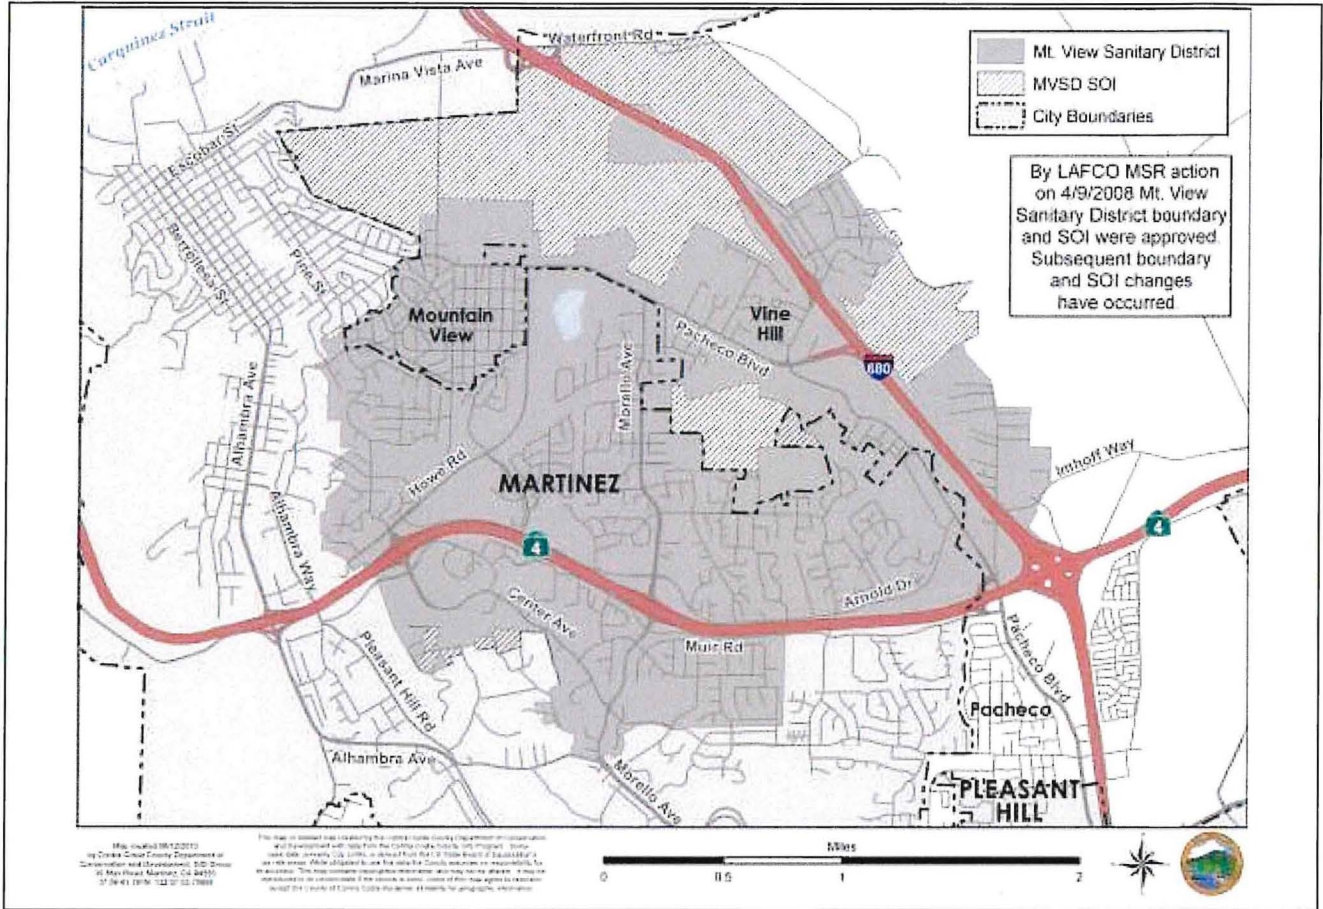 Carquinez Strait
Waterfront Rd
Marina Vista Ave
Mt. View Sanitary District
MVSD SOI
City Boundaries
By LAFCO MSR action
on 4/9/2008 Mt. View
Sanitary District boundary
and SOI were approved.
Subsequent boundary
and SOI changes
have occurred.
Escobar St
Berrellesa St
Pine St
Mountain
View
Vine
Hill
Pacheco Blvd
Morello Ave
680
Alhambra Ave
Howe Rd
MARTINEZ
Imhoff Way
4
4
Alhambra Way
Center Ave
Arnold Dr
Muir Rd
Pleasant Hill Rd
Pacheco Blvd
Pacheco
Alhambra Ave
Morello Ave
PLEASANT
HILL
Miles
0
0.5
1
2